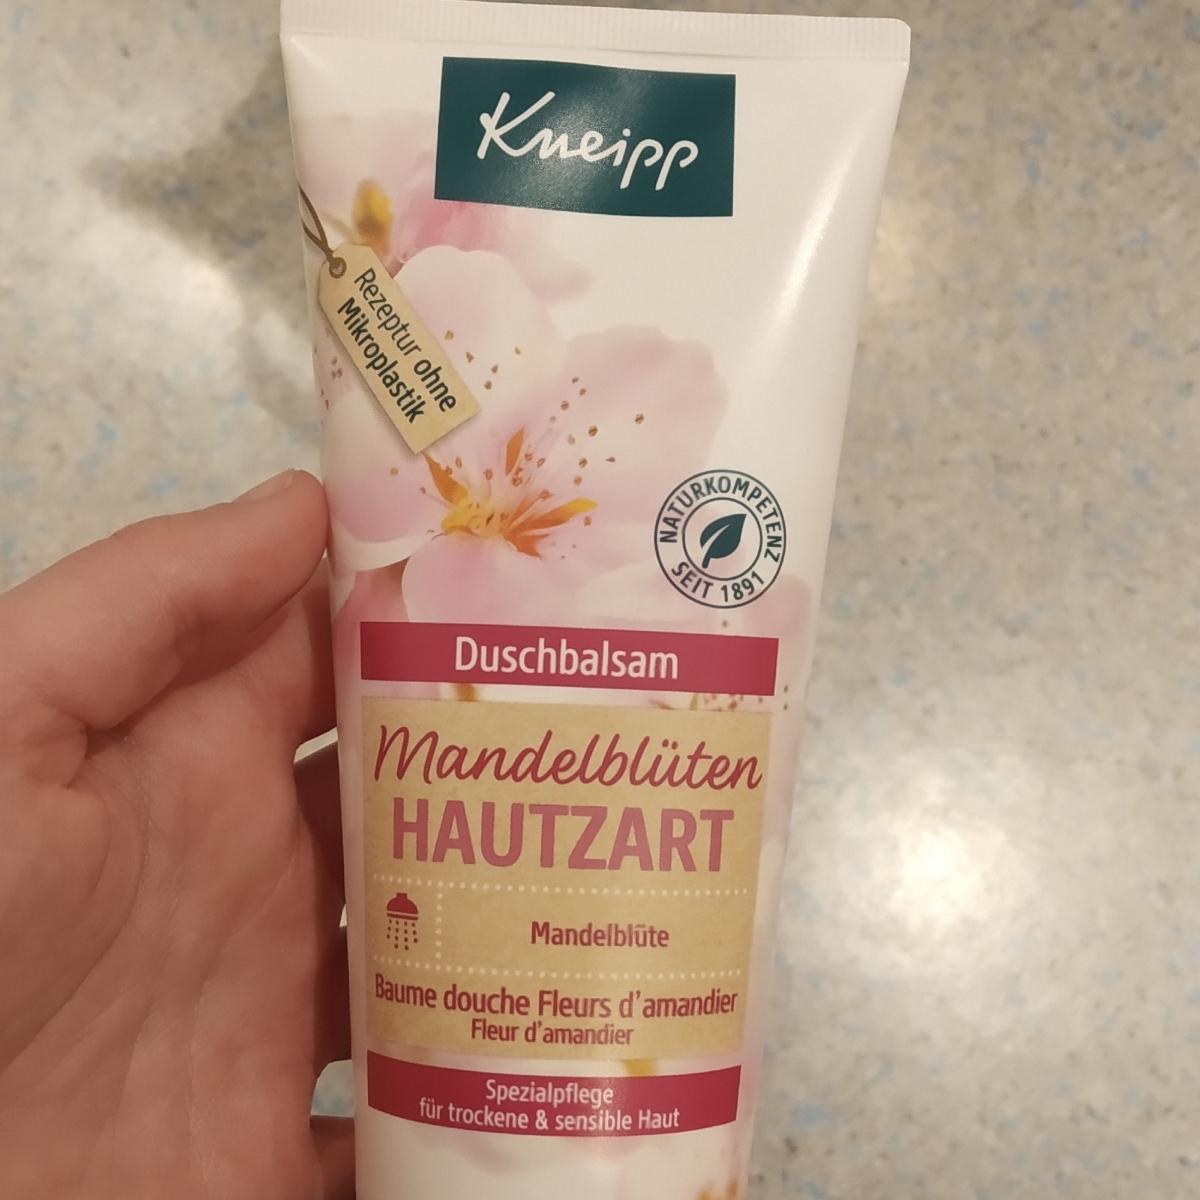 Kneipp
Rezeptur ohne
Mikroplastik
NATURKOMPETENZ
SEIT 1891
Duschbalsam
Mandelblüten
HAUTZART
Mandelblüte
Baume douche Fleurs d'amandier
Fleur d'amandier
Spezialpflege
für trockene & sensible Haut